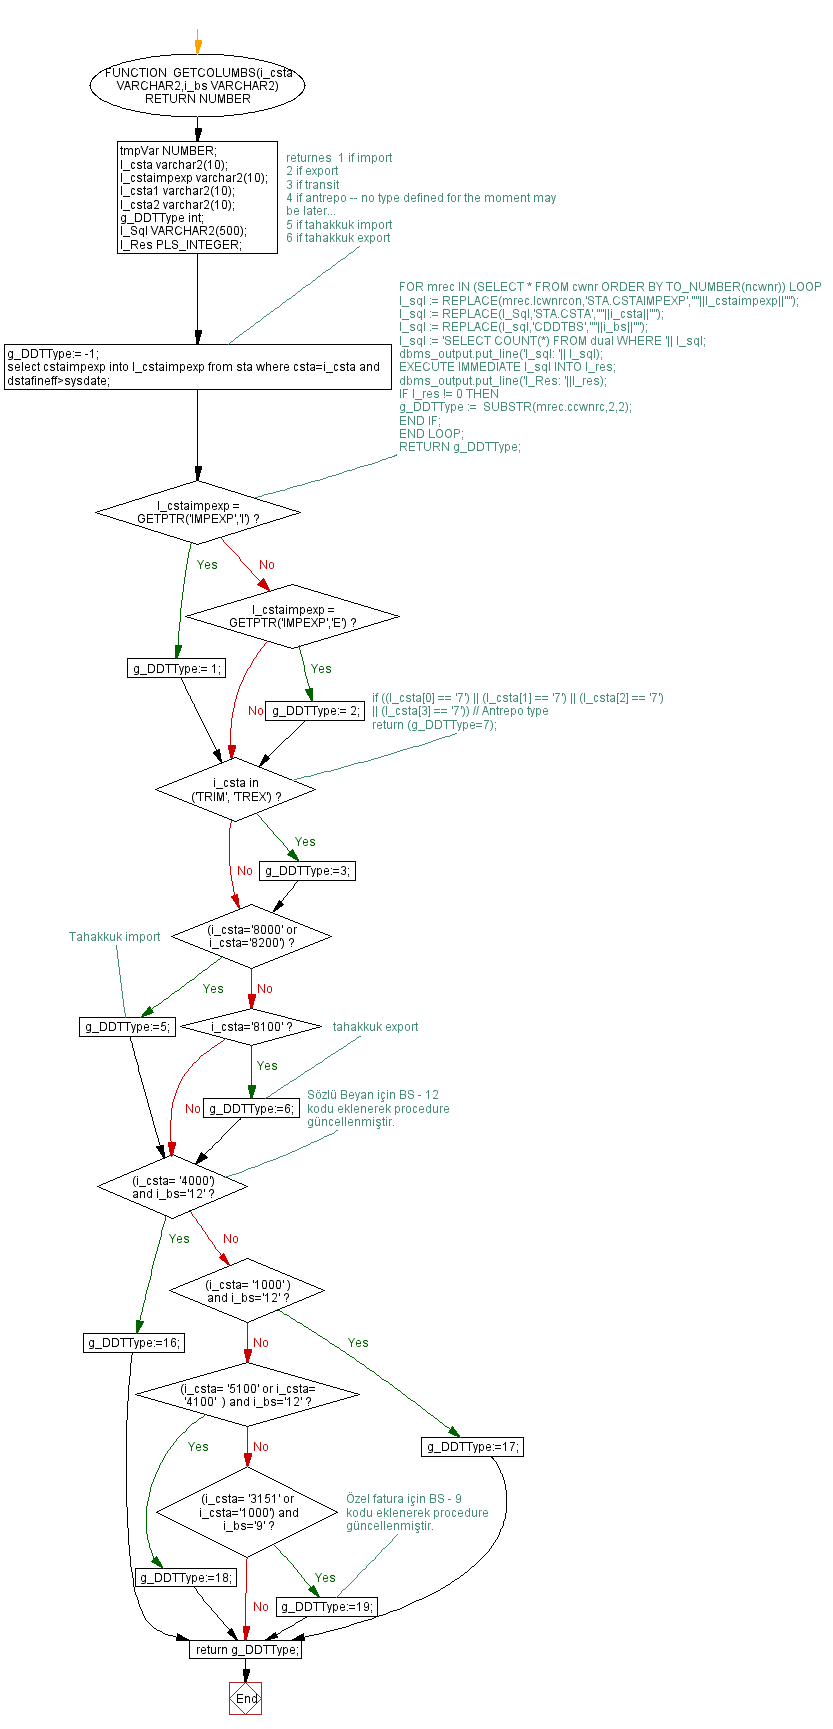 FUNCTION  GETCOLUMBS(i_csta
VARCHAR2,i_bs VARCHAR2)
RETURN NUMBER
tmpVar NUMBER;
l_csta varchar2(10);
l_cstaimpexp varchar2(10);
l_csta1 varchar2(10);
l_csta2 varchar2(10);
g_DDTType int;
l_Sql VARCHAR2(500);
l_Res PLS_INTEGER;
returnes  1 if import
2 if export
3 if transit
4 if antrepo -- no type defined for the moment may
be later...
5 if tahakkuk import
6 if tahakkuk export
FOR mrec IN (SELECT * FROM cwnr ORDER BY TO_NUMBER(ncwnr)) LOOP
l_sql := REPLACE(mrec.lcwnrcon,'STA.CSTAIMPEXP',''''||l_cstaimpexp||'''');
l_sql := REPLACE(l_Sql,'STA.CSTA',''''||i_csta||'''');
l_sql := REPLACE(l_sql,'CDDTBS',''''||i_bs||'''');
l_sql := 'SELECT COUNT(*) FROM dual WHERE '|| l_sql;
dbms_output.put_line('l_sql: '|| l_sql);
EXECUTE IMMEDIATE l_sql INTO l_res;
dbms_output.put_line('l_Res: '||l_res);
IF l_res != 0 THEN
g_DDTType :=  SUBSTR(mrec.ccwnrc,2,2);
END IF;
END LOOP;
RETURN g_DDTType;
g_DDTType:= -1;
select cstaimpexp into l_cstaimpexp from sta where csta=i_csta and
dstafineff>sysdate;
l_cstaimpexp =
GETPTR('IMPEXP','I') ?
Yes
No
l_cstaimpexp =
GETPTR('IMPEXP','E') ?
g_DDTType:= 1;
Yes
No
g_DDTType:= 2;
if ((l_csta[0] == '7') || (l_csta[1] == '7') || (l_csta[2] == '7')
|| (l_csta[3] == '7')) // Antrepo type
return (g_DDTType=7);
i_csta in
('TRIM', 'TREX') ?
Yes
No
g_DDTType:=3;
(i_csta='8000' or
i_csta='8200') ?
Tahakkuk import
Yes
No
g_DDTType:=5;
i_csta='8100' ?
tahakkuk export
Yes
No
g_DDTType:=6;
Sözlü Beyan için BS - 12
kodu eklenerek procedure
güncellenmiştir.
(i_csta= '4000')
and i_bs='12' ?
Yes
No
(i_csta= '1000' )
and i_bs='12' ?
g_DDTType:=16;
No
Yes
(i_csta= '5100' or i_csta=
'4100'  ) and i_bs='12' ?
Yes
No
g_DDTType:=17;
(i_csta= '3151' or
i_csta='1000') and
i_bs='9' ?
Özel fatura için BS - 9
kodu eklenerek procedure
güncellenmiştir.
g_DDTType:=18;
Yes
No
g_DDTType:=19;
return g_DDTType;
End